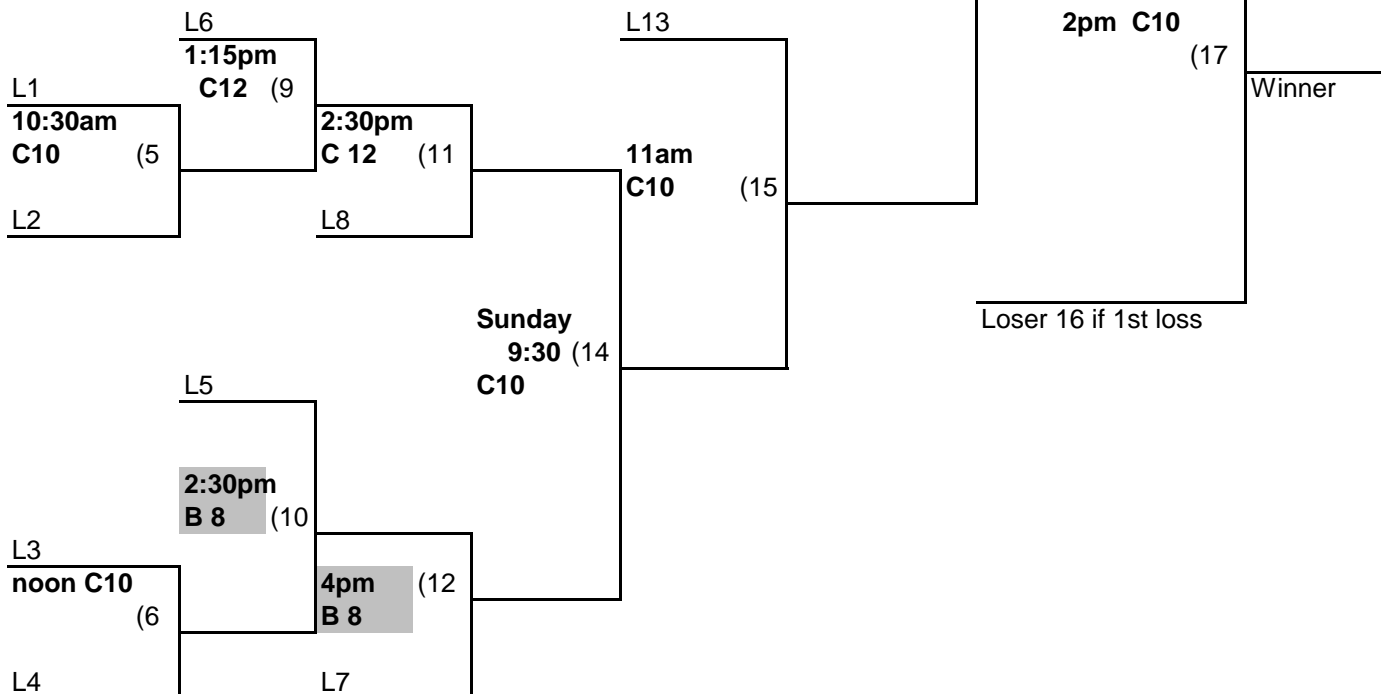 L6
1:15pm
C12 (9
L13
2pm C10
(17
Winner
L1
10:30am
C10 (5
2:30pm
C 12 (11
11am
C10 (15
L2
L8
Sunday
9:30 (14
C10
Loser 16 if 1st loss
L5
2:30pm
B 8 (10
L3
noon C10
(6
4pm (12
B 8
L4
L7